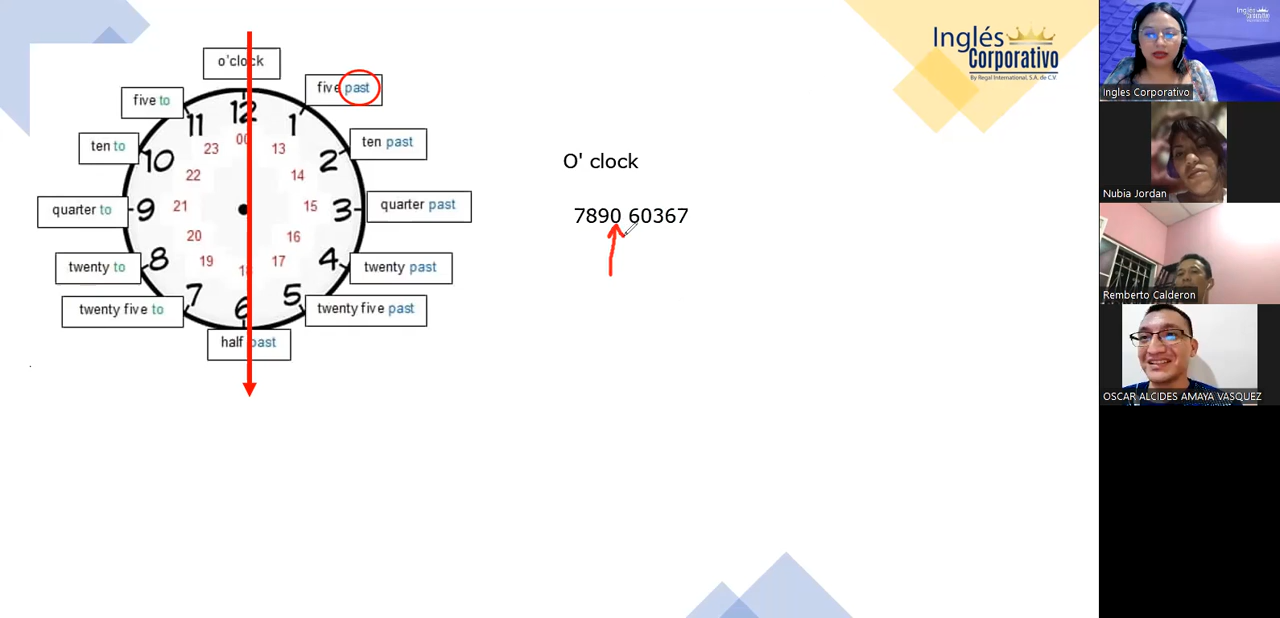 o'clock
five past
ten past
quarter past
twenty past
twenty five past
half past
twenty five to
twenty to
quarter to
ten to
five to
12
1
2
3
4
5
6
7
8
9
10
11
00
13
14
15
16
17
18
19
20
21
22
23
O' clock
7890 60367
Inglés
Corporativo
By Regal International, S.A. de C.V.
Ingles Corporativo
Nubia Jordan
Remberto Calderon
OSCAR ALCIDES AMAYA VASQUEZ